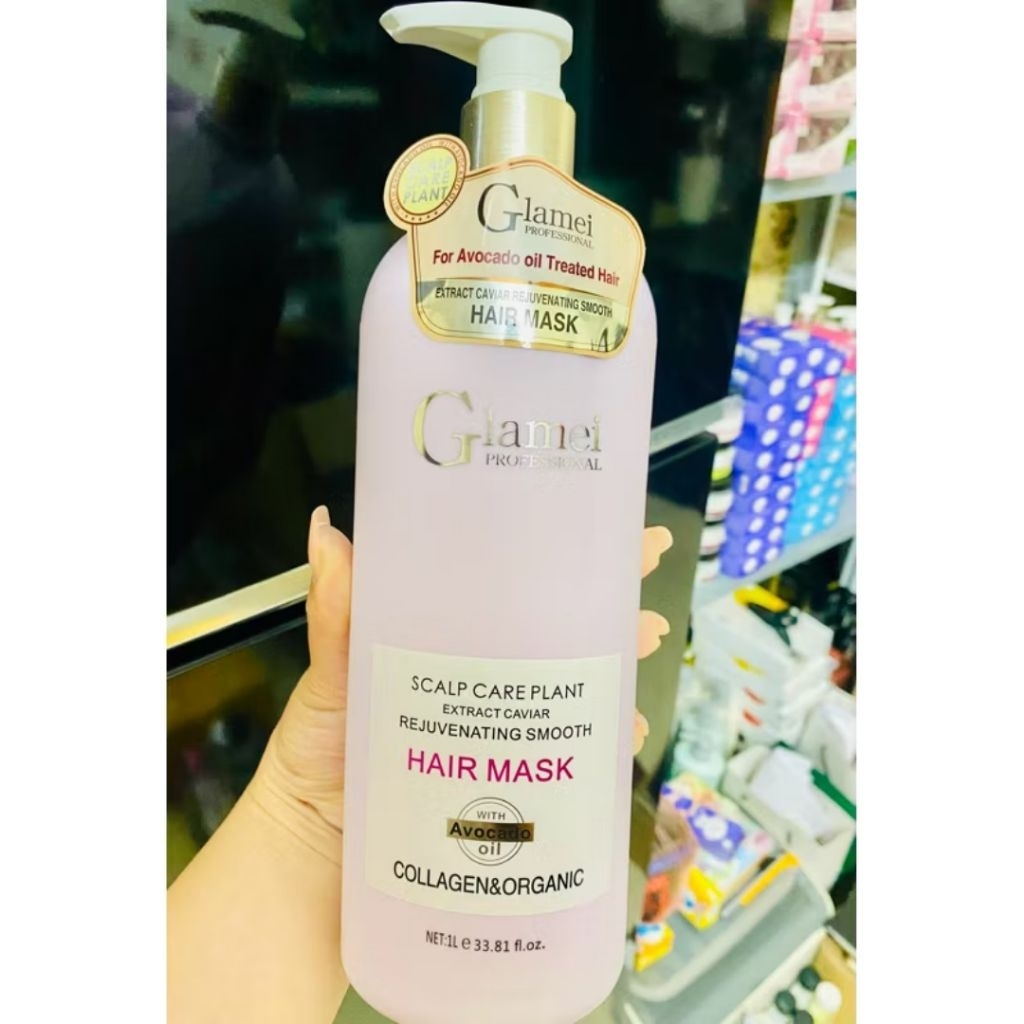 SCALP
CARE
PLANT
Glamei
PROFESSIONAL
For Avocado oil Treated Hair
EXTRACT CAVIAR REJUVENATING SMOOTH
HAIR MASK
Glamei
PROFESSIONAL
SCALP CARE PLANT
EXTRACT CAVIAR
REJUVENATING SMOOTH
HAIR MASK
WITH
Avocado
oil
COLLAGEN&ORGANIC
NET:1L e 33.81 fl.oz.